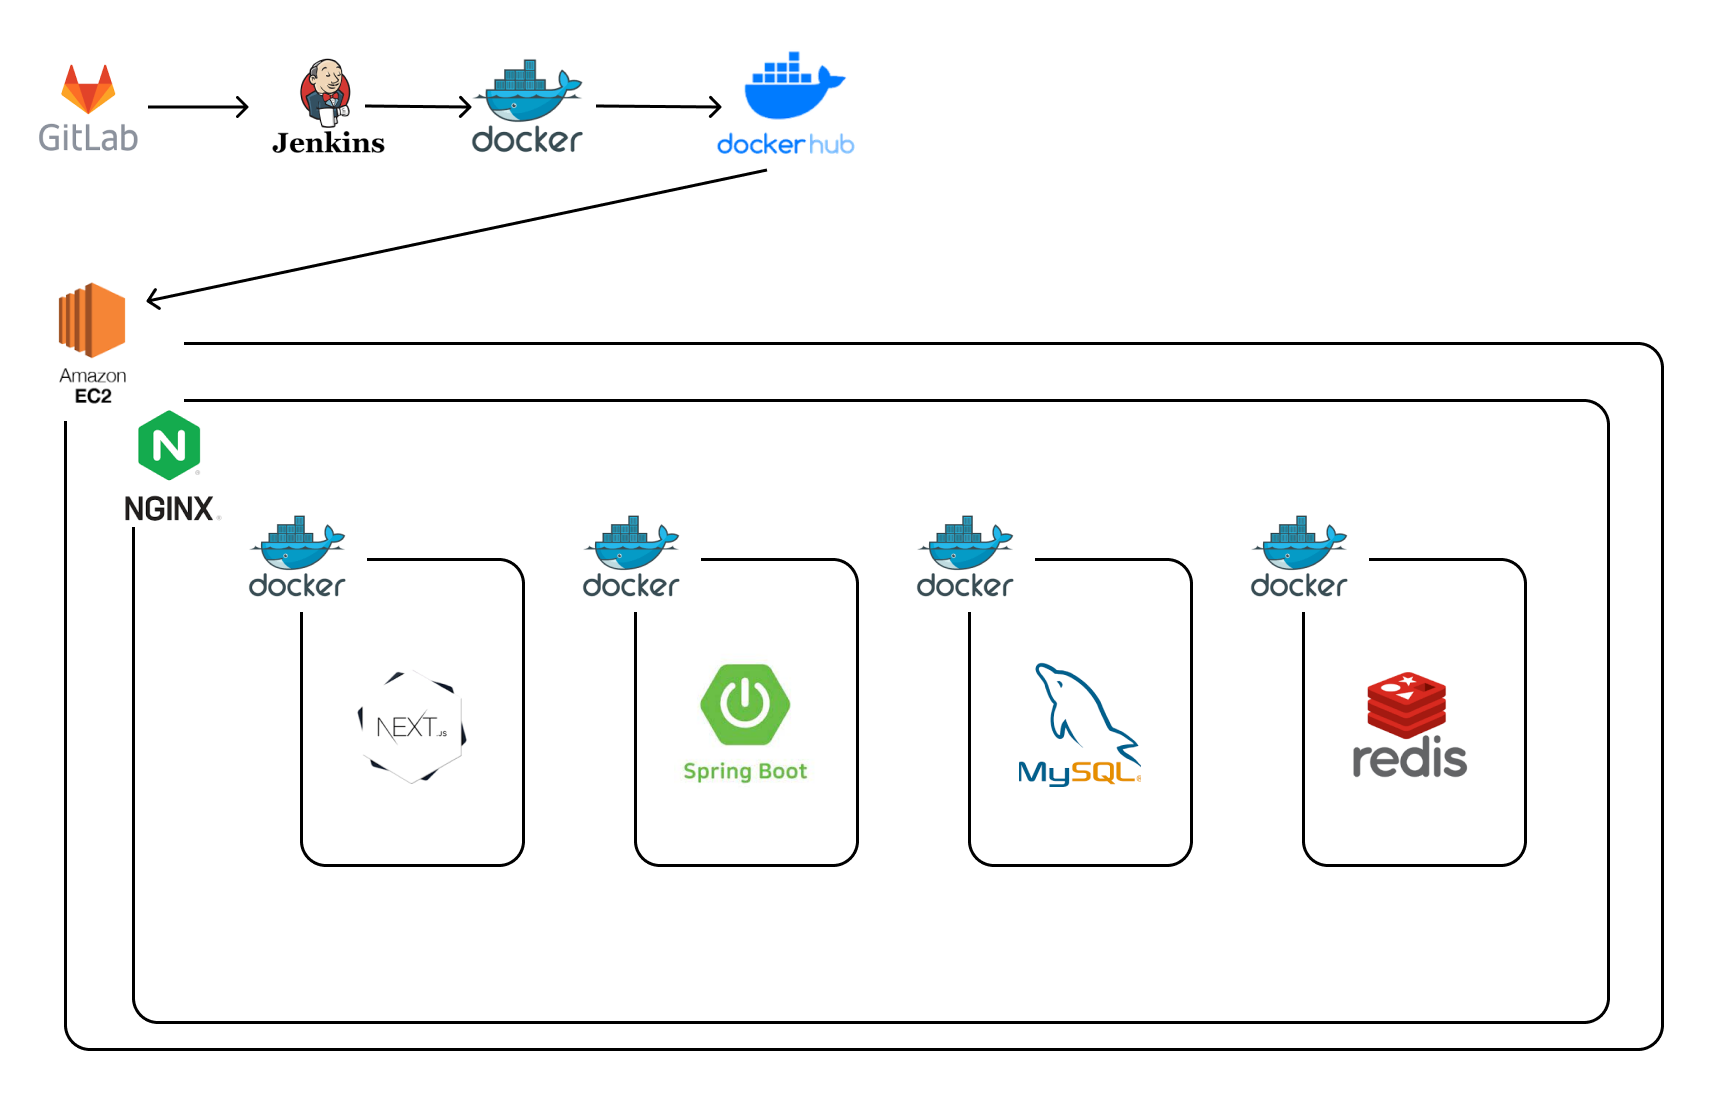 GitLab
Jenkins
docker
docker hub
Amazon
EC2
N
NGINX
docker
docker
docker
docker
NEXT.JS
Spring Boot
MySQL
redis